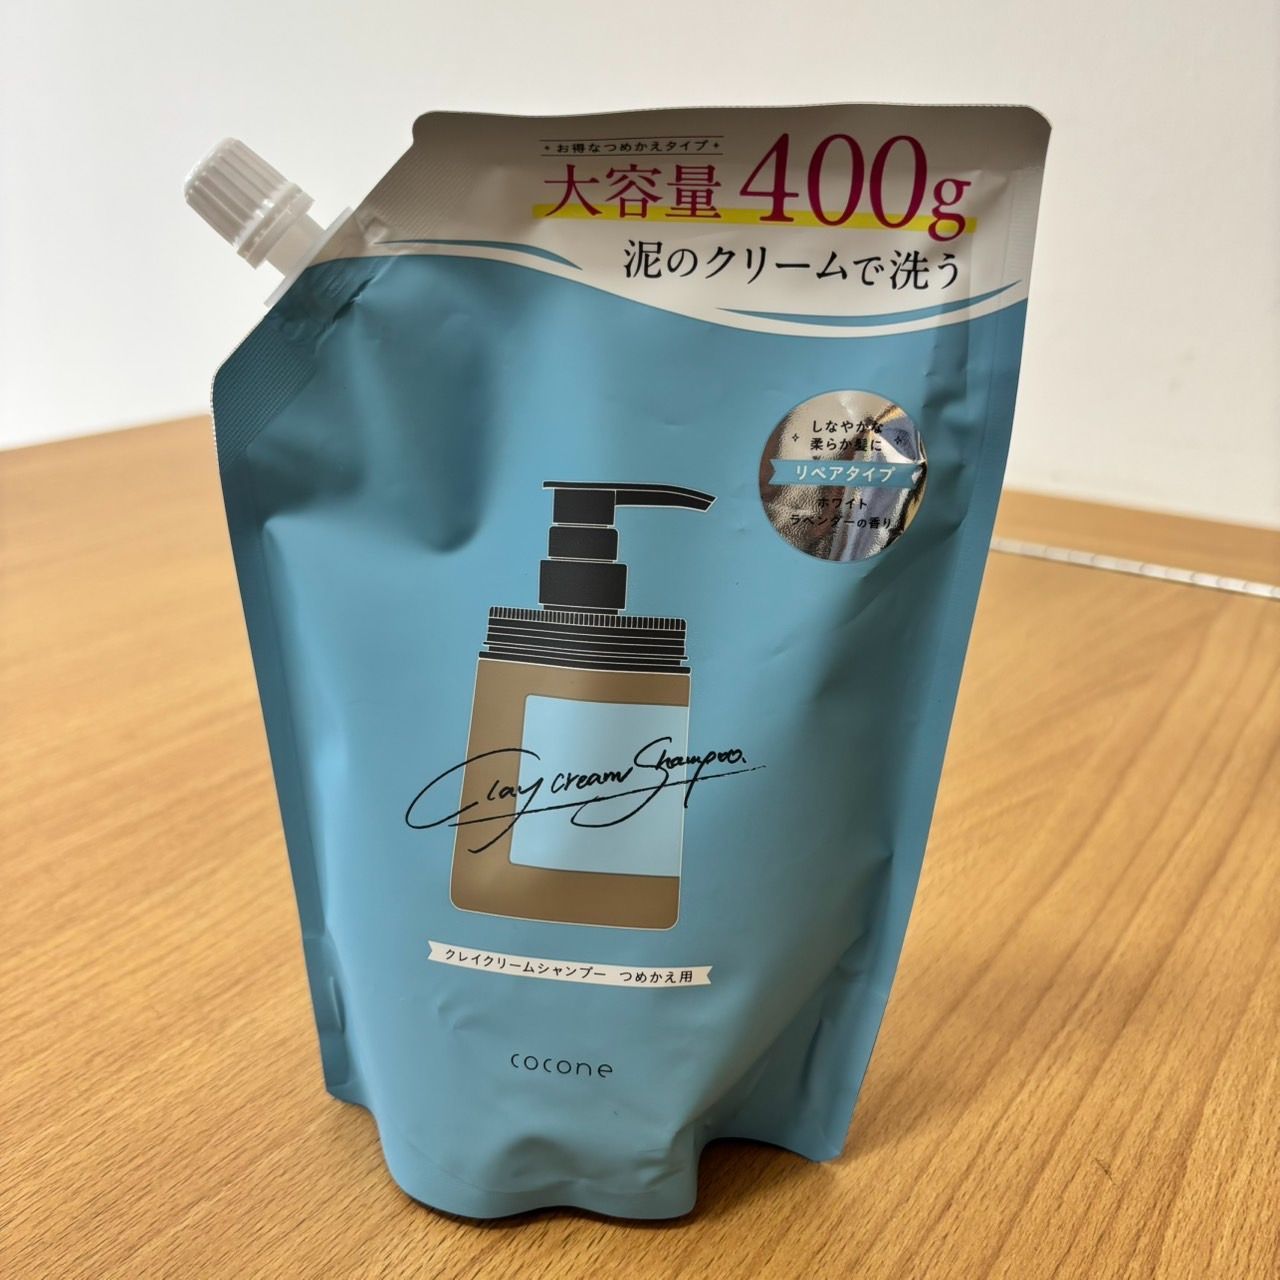 お得なつめかえタイプ
大容量 400g
泥のクリームで洗う
しなやかな
柔らか髪に
リペアタイプ
ホワイト
ラベンダーの香り
Clay cream Shampoo.
クレイクリームシャンプー つめかえ用
cocone